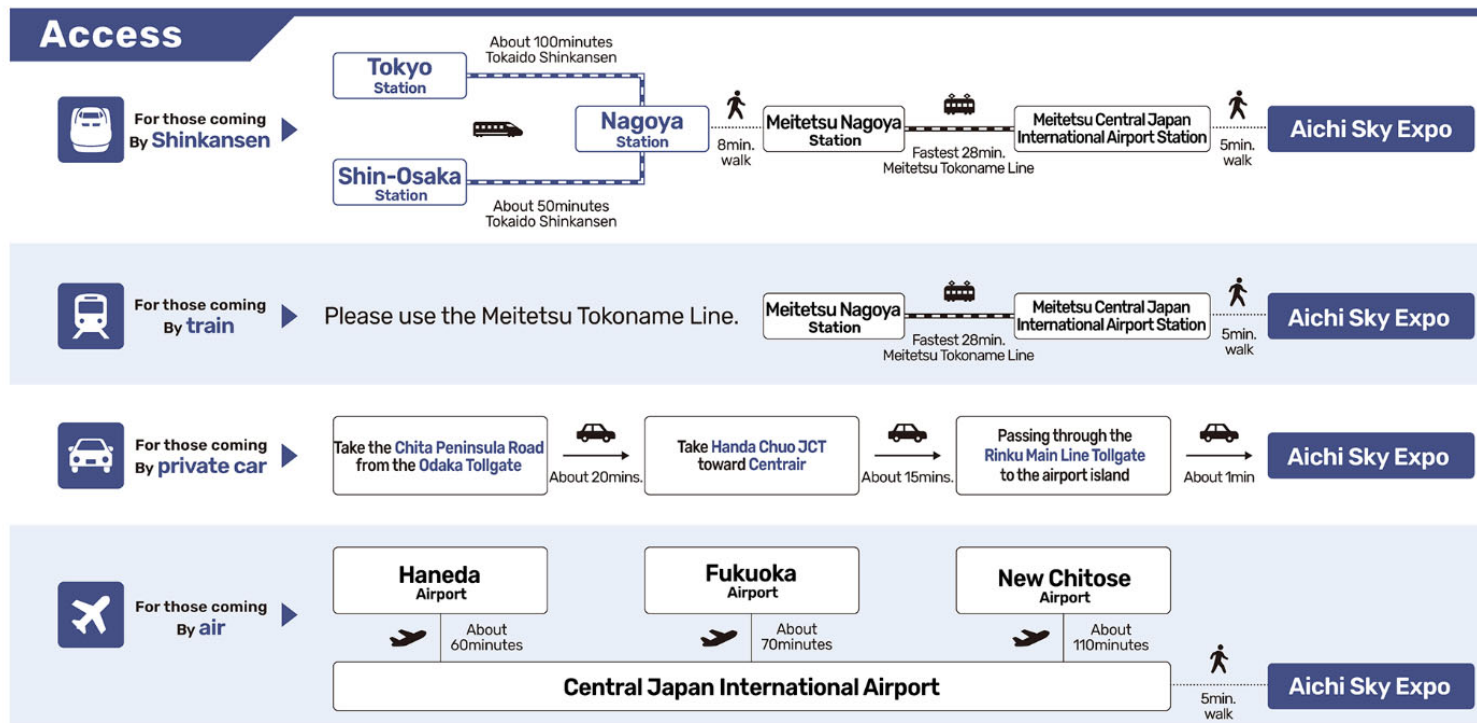 Access
For those coming
By Shinkansen
Tokyo
Station
About 100minutes
Tokaido Shinkansen
Shin-Osaka
Station
About 50minutes
Tokaido Shinkansen
Nagoya
Station
8min.
walk
Meitetsu Nagoya
Station
Fastest 28min.
Meitetsu Tokoname Line
Meitetsu Central Japan
International Airport Station
5min.
walk
Aichi Sky Expo
For those coming
By train
Please use the Meitetsu Tokoname Line.
Meitetsu Nagoya
Station
Fastest 28min.
Meitetsu Tokoname Line
Meitetsu Central Japan
International Airport Station
5min.
walk
Aichi Sky Expo
For those coming
By private car
Take the Chita Peninsula Road
from the Odaka Tollgate
About 20mins.
Take Handa Chuo JCT
toward Centrair
About 15mins.
Passing through the
Rinku Main Line Tollgate
to the airport island
About 1min
Aichi Sky Expo
For those coming
By air
Haneda
Airport
About
60minutes
Fukuoka
Airport
About
70minutes
New Chitose
Airport
About
110minutes
Central Japan International Airport
5min.
walk
Aichi Sky Expo